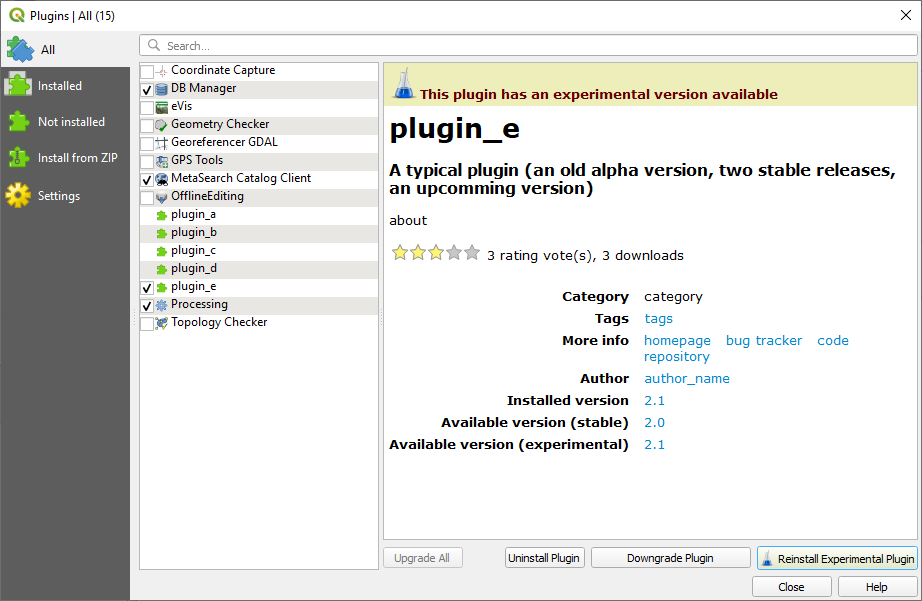 Plugins | All (15)
All
Installed
Not installed
Install from ZIP
Settings
Search...
Coordinate Capture
DB Manager
eVis
Geometry Checker
Georeferencer GDAL
GPS Tools
MetaSearch Catalog Client
OfflineEditing
plugin_a
plugin_b
plugin_c
plugin_d
plugin_e
Processing
Topology Checker
This plugin has an experimental version available
plugin_e
A typical plugin (an old alpha version, two stable releases,
an upcomming version)
about
3 rating vote(s), 3 downloads
Category category
Tags tags
More info homepage bug tracker code
repository
Author author_name
Installed version 2.1
Available version (stable) 2.0
Available version (experimental) 2.1
Upgrade All Uninstall Plugin Downgrade Plugin Reinstall Experimental Plugin
Close Help